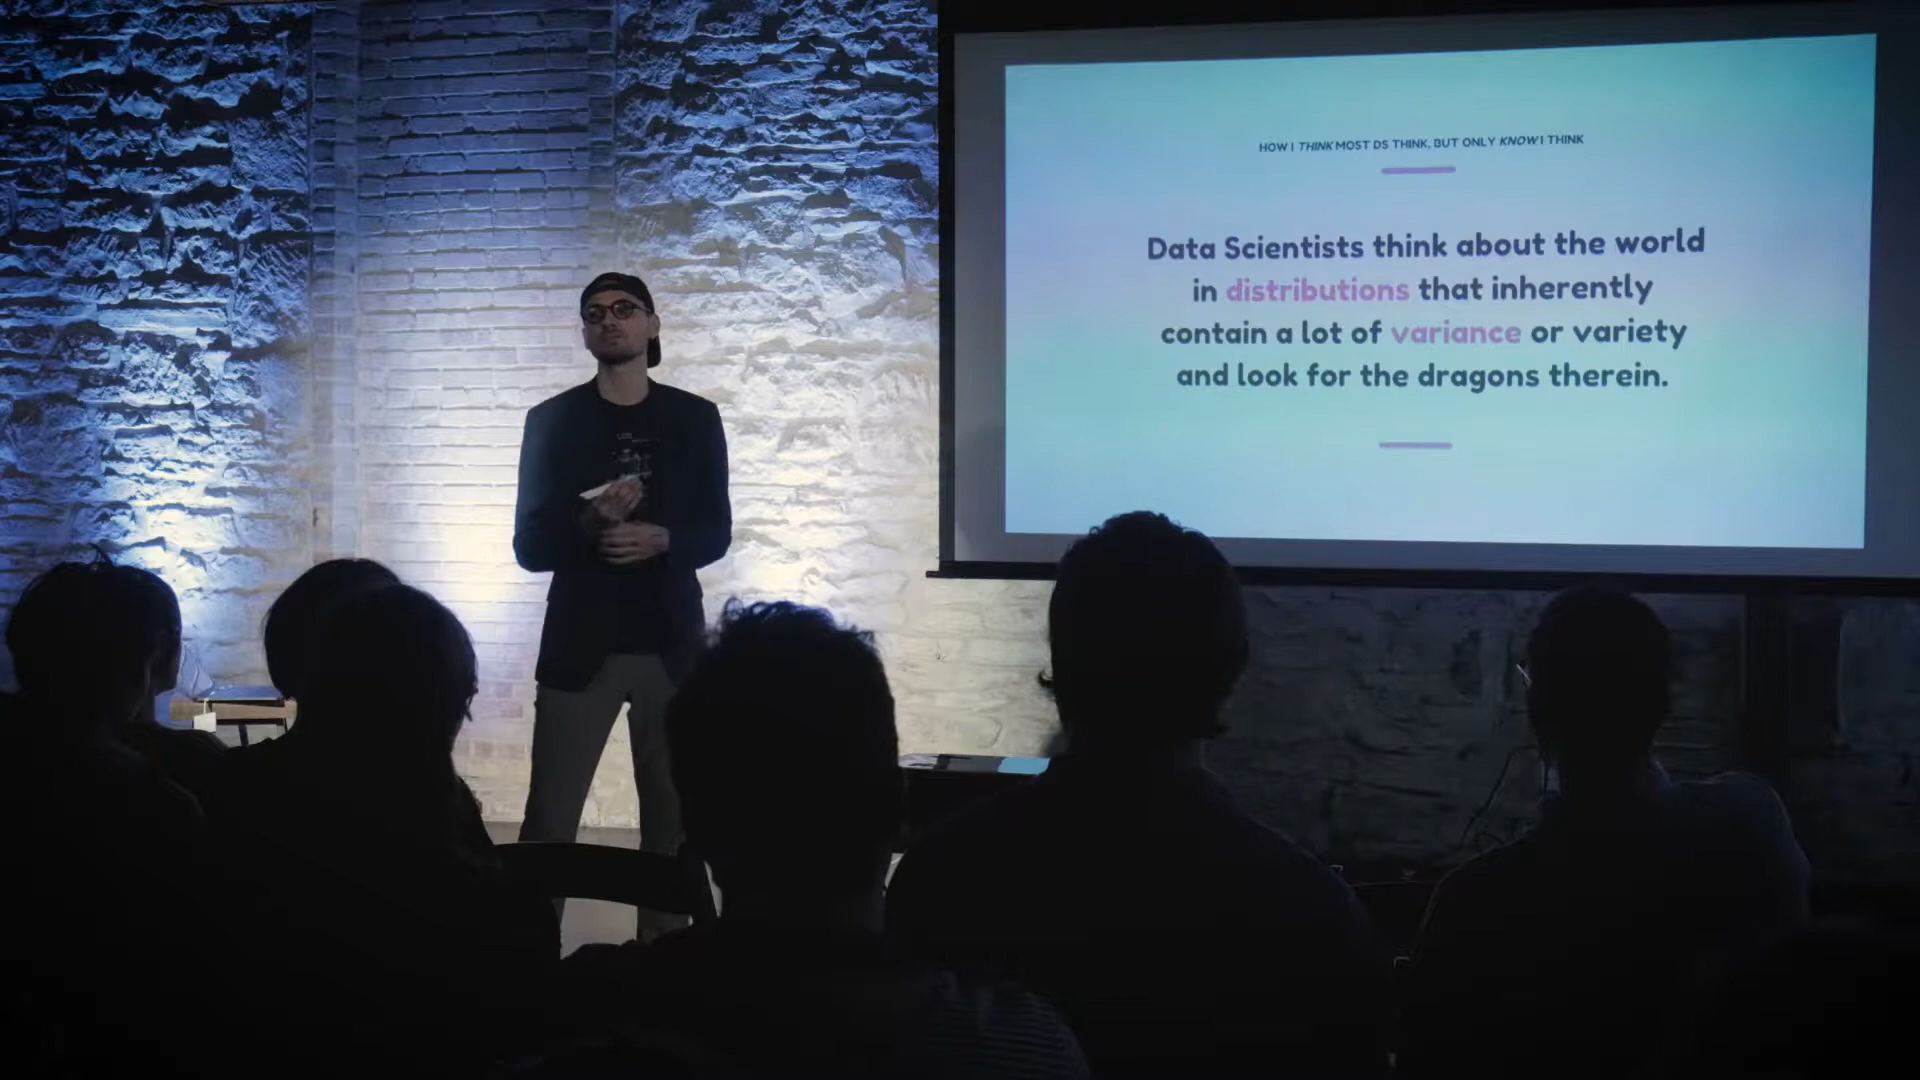 HOW I THINK MOST DS THINK, BUT ONLY KNOW I THINK
Data Scientists think about the world
in distributions that inherently
contain a lot of variance or variety
and look for the dragons therein.